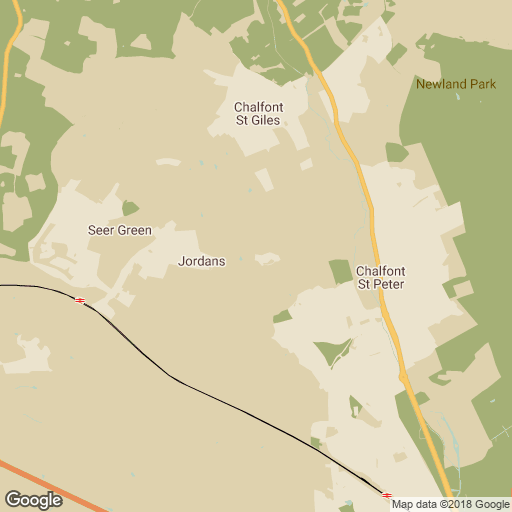 Newland Park
Chalfont
St Giles
Seer Green
Jordans
Chalfont
St Peter
Google
Map data ©2018 Google